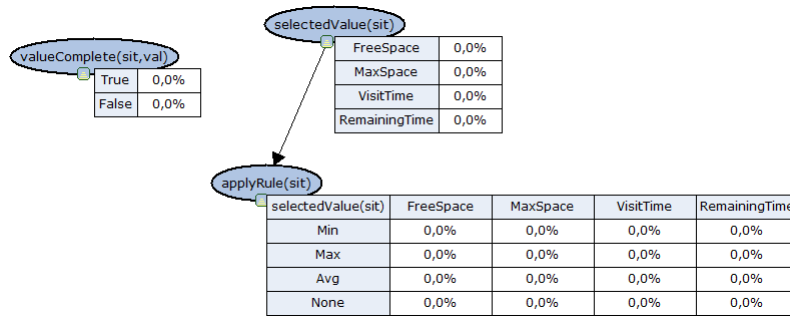 selectedValue(sit)
FreeSpace 0,0%
MaxSpace 0,0%
VisitTime 0,0%
RemainingTime 0,0%
valueComplete(sit,val)
True 0,0%
False 0,0%
applyRule(sit)
selectedValue(sit) FreeSpace MaxSpace VisitTime RemainingTime
Min 0,0% 0,0% 0,0% 0,0%
Max 0,0% 0,0% 0,0% 0,0%
Avg 0,0% 0,0% 0,0% 0,0%
None 0,0% 0,0% 0,0% 0,0%